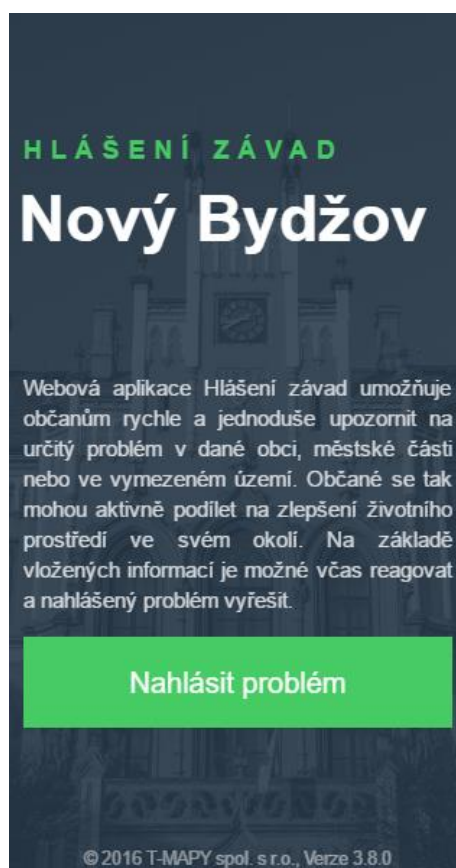 HLÁŠENÍ ZÁVAD
Nový Bydžov
Webová aplikace Hlášení závad umožňuje
občanům rychle a jednoduše upozornit na
určitý problém v dané obci, městské části
nebo ve vymezeném území. Občané se tak
mohou aktivně podílet na zlepšení životního
prostředí ve svém okolí. Na základě
vložených informací je možné včas reagovat
a nahlášený problém vyřešit.
Nahlásit problém
© 2016 T-MAPY spol. s r.o., Verze 3.8.0